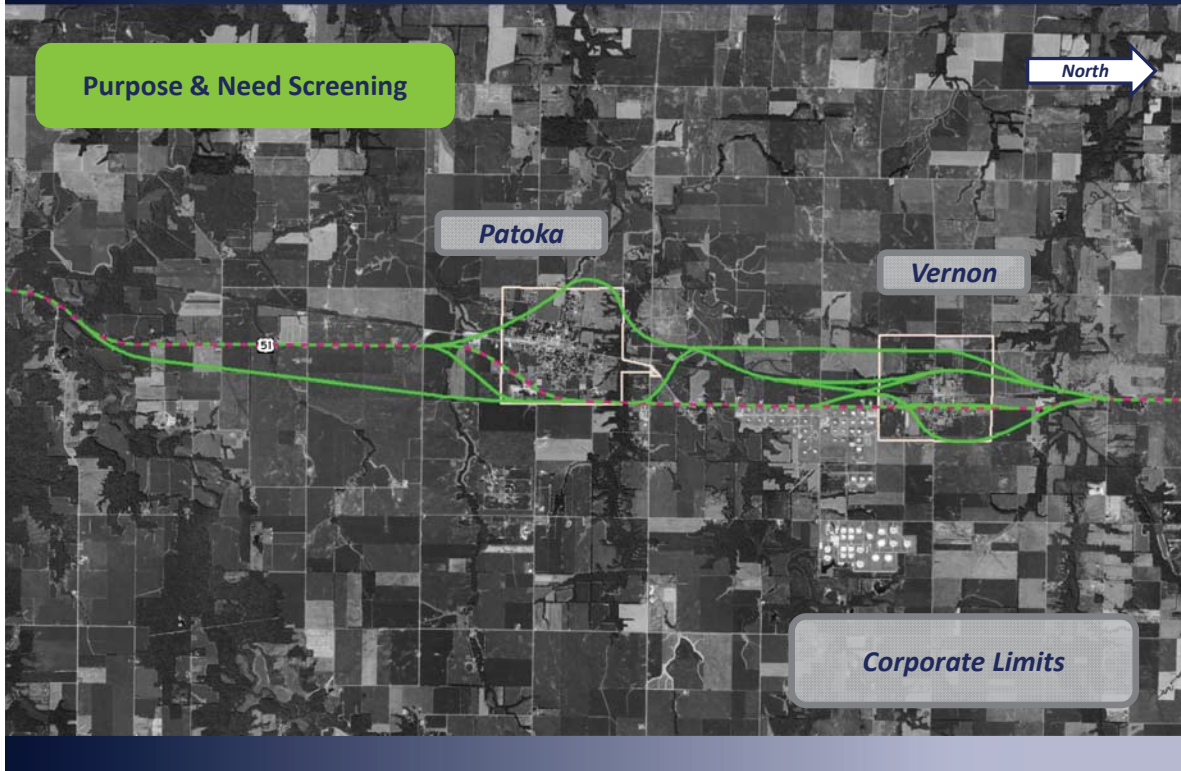 Purpose & Need Screening
North
Patoka
Vernon
51
Corporate Limits